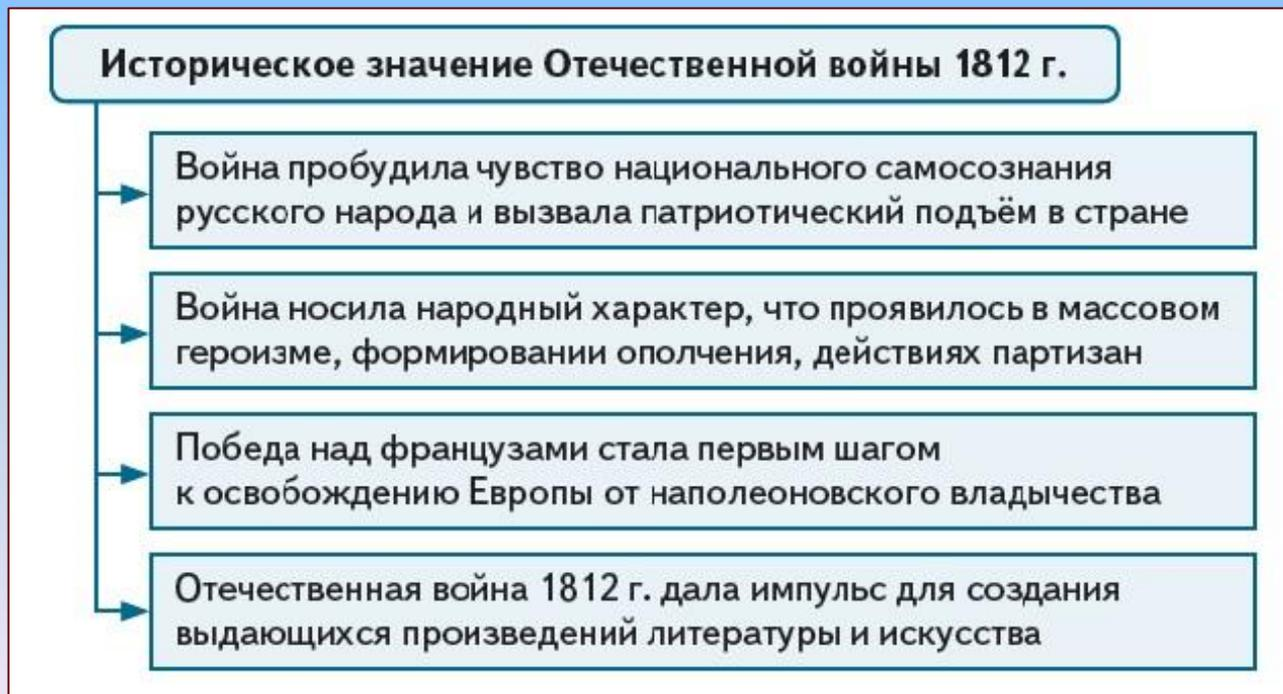 Историческое значение Отечественной войны 1812 г.
Война пробудила чувство национального самосознания
русского народа и вызвала патриотический подъём в стране
Война носила народный характер, что проявилось в массовом
героизме, формировании ополчения, действиях партизан
Победа над французами стала первым шагом
к освобождению Европы от наполеоновского владычества
Отечественная война 1812 г. дала импульс для создания
выдающихся произведений литературы и искусства